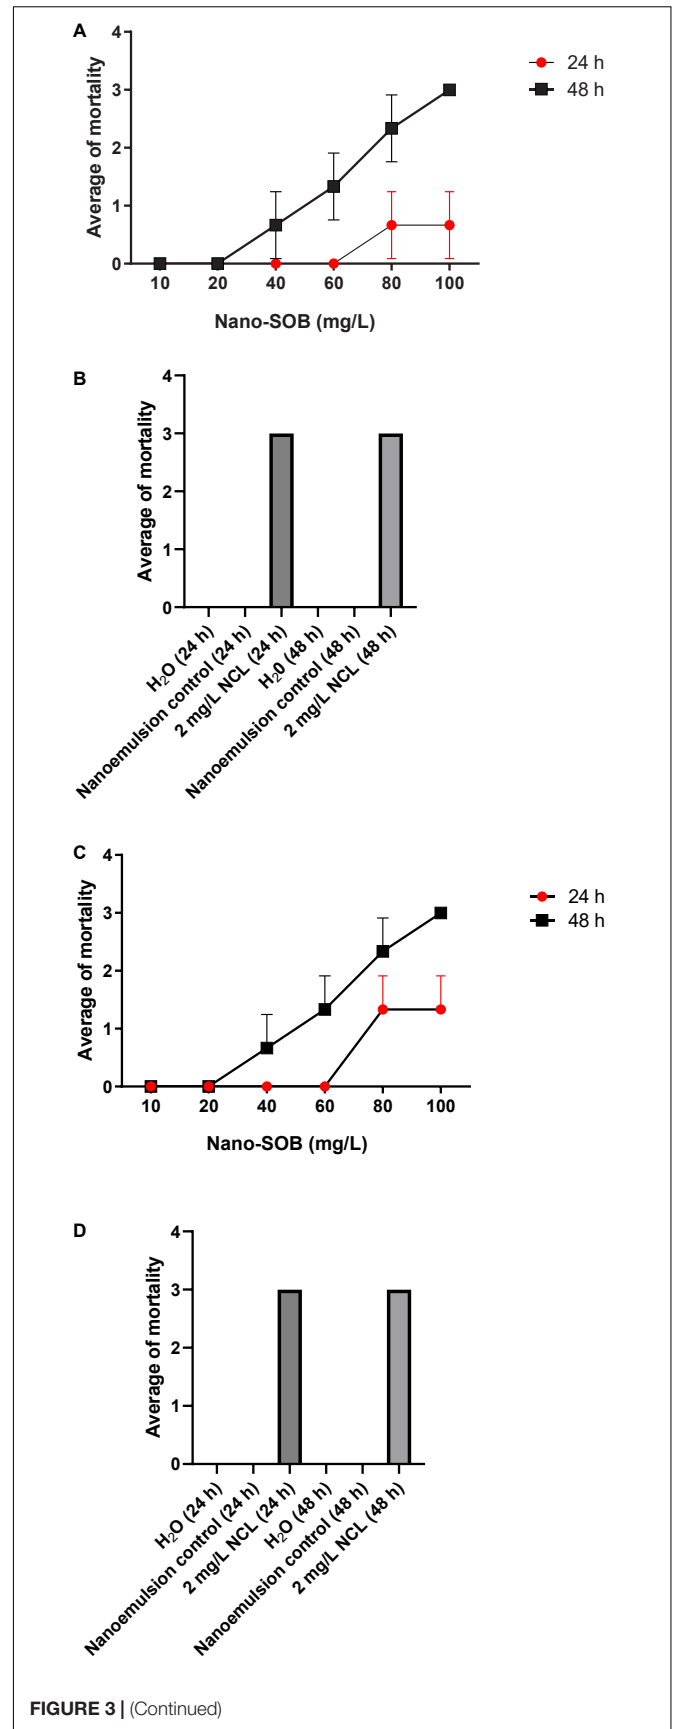 A
4
3
2
1
0
Average of mortality
24 h
48 h
10 20 40 60 80 100
Nano-SOB (mg/L)
B
4
3
2
1
0
Average of mortality
H₂O (24 h)
Nanoemulsion control (24 h)
2 mg/L NCL (24 h)
H₂0 (48 h)
Nanoemulsion control (48 h)
2 mg/L NCL (48 h)
C
4
3
2
1
0
Average of mortality
24 h
48 h
10 20 40 60 80 100
Nano-SOB (mg/L)
D
4
3
2
1
0
Average of mortality
H₂O (24 h)
Nanoemulsion control (24 h)
2 mg/L NCL (24 h)
H₂O (48 h)
Nanoemulsion control (48 h)
2 mg/L NCL (48 h)
FIGURE 3 | (Continued)